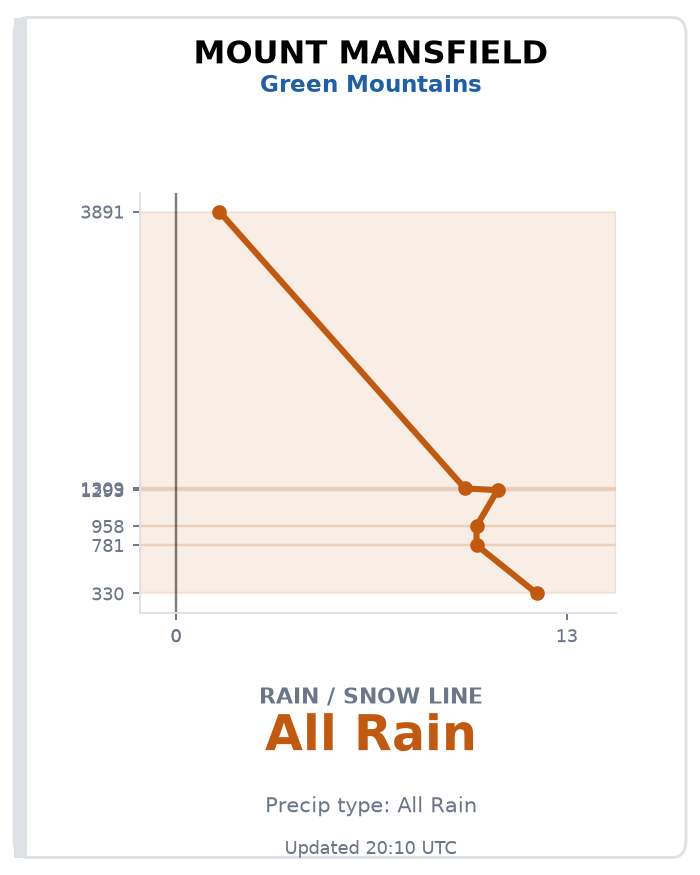 MOUNT MANSFIELD
Green Mountains
3891
958
781
330
0 13
RAIN / SNOW LINE
All Rain
Precip type: All Rain
Updated 20:10 UTC